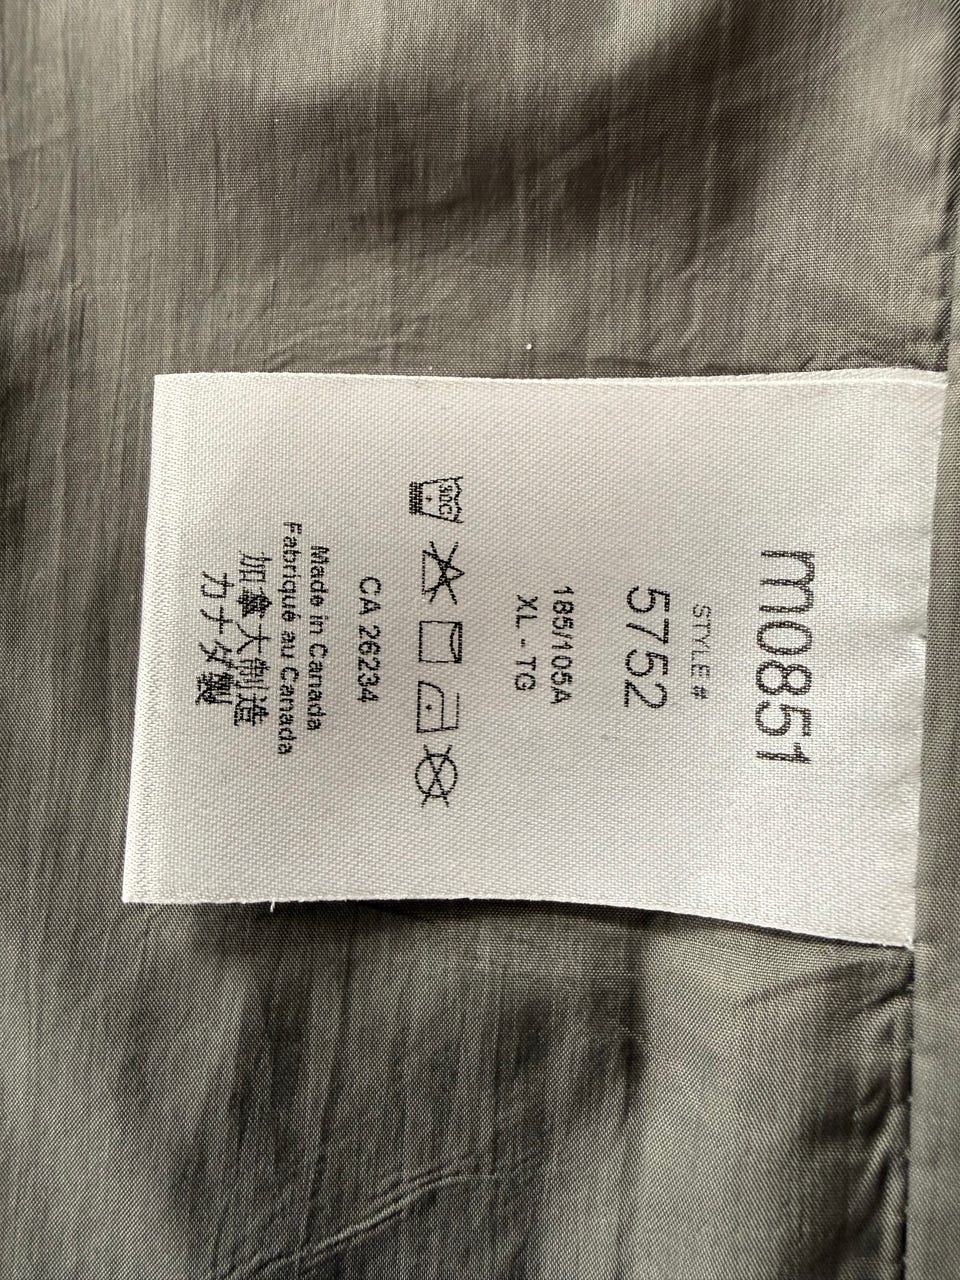 m0851
STYLE #
5752
185/105A
XL - TG
30C
CA 26234
Made in Canada
Fabriqué au Canada
加拿大制造
カナダ製